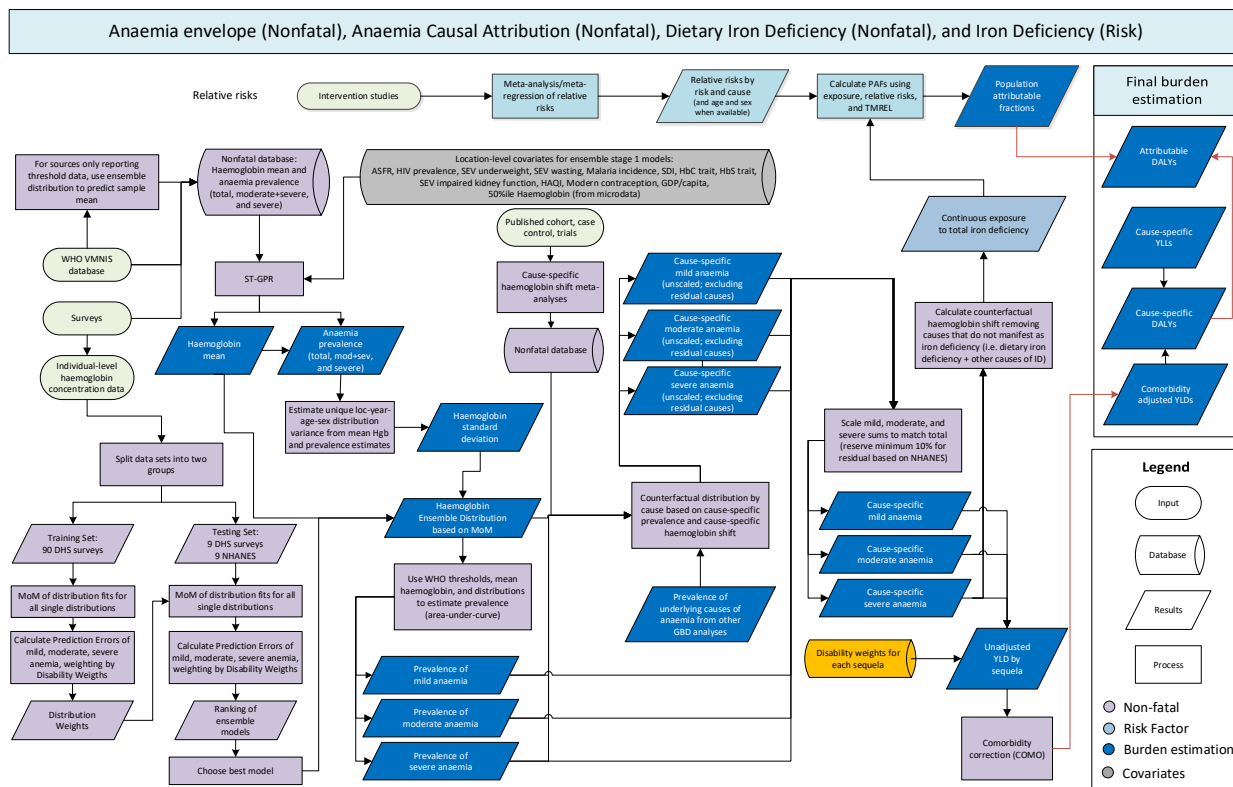 Anaemia envelope (Nonfatal), Anaemia Causal Attribution (Nonfatal), Dietary Iron Deficiency (Nonfatal), and Iron Deficiency (Risk)
Relative risks
Intervention studies
Meta-analysis/meta-
regression of relative
risks
Relative risks by
risk and cause
(and age and sex
when available)
Calculate PAFs using
exposure, relative risks,
and TMREL
Population
attributable
fractions
Final burden
estimation
Attributable
DALYs
Cause-specific
YLLs
Cause-specific
DALYs
Comorbidity
adjusted YLDs
For sources only reporting
threshold data, use
ensemble distribution to
predict sample
mean
Nonfatal database:
Haemoglobin mean and
anaemia prevalence
(total, moderate+severe,
and severe)
Location-level covariates for ensemble stage 1 models:
ASFR, HIV prevalence, SEV underweight, SEV wasting, Malaria incidence, SDI, HbC trait, HbS trait,
SEV impaired kidney function, HAQI, Modern contraception, GDP/capita,
50%ile Haemoglobin (from microdata)
WHO VMNIS
database
Surveys
Individual-level
haemoglobin
concentration data
ST-GPR
Haemoglobin
mean
Anaemia
prevalence
(total, mod+sev,
and severe)
Estimate unique loc-year-
age-sex distribution
variance from mean Hgb
and prevalence estimates
Haemoglobin
standard
deviation
Published cohort, case
control, trials
Cause-specific
haemoglobin shift meta-
analyses
Nonfatal database
Cause-specific
mild anaemia
(unscaled; excluding
residual causes)
Cause-specific
moderate anaemia
(unscaled; excluding
residual causes)
Cause-specific
severe anaemia
(unscaled; excluding
residual causes)
Continuous exposure
to total iron deficiency
Calculate counterfactual
haemoglobin shift removing
causes that do not manifest as
iron deficiency (i.e. dietary iron
deficiency + other causes of ID)
Scale mild, moderate, and
severe sums to match total
(reserve minimum 10% for
residual based on NHANES)
Split data sets into two
groups
Training Set:
90 DHS surveys
Testing Set:
9 DHS surveys
9 NHANES
MoM of distribution fits for
all single distributions
MoM of distribution fits for all
single distributions
Calculate Prediction Errors of
mild, moderate, severe
anemia, weighting by
Disability Weigths
Calculate Prediction Errors of
mild, moderate, severe anemia,
weighting by Disability Weigths
Distribution
Weights
Ranking of
ensemble
models
Choose best model
Haemoglobin
Ensemble Distribution
based on MoM
Use WHO thresholds, mean
haemoglobin, and distributions
to estimate prevalence
(area-under-curve)
Prevalence of
mild anaemia
Prevalence of
moderate anaemia
Prevalence of
severe anaemia
Counterfactual distribution by
cause based on cause-specific
prevalence and cause-specific
haemoglobin shift
Prevalence of
underlying causes of
anaemia from other
GBD analyses
Cause-specific
mild anaemia
Cause-specific
moderate anaemia
Cause-specific
severe anaemia
Disability weights for
each sequela
Unadjusted
YLD by
sequela
Comorbidity
correction (COMO)
Legend
Input
Database
Results
Process
Non-fatal
Risk Factor
Burden estimation
Covariates